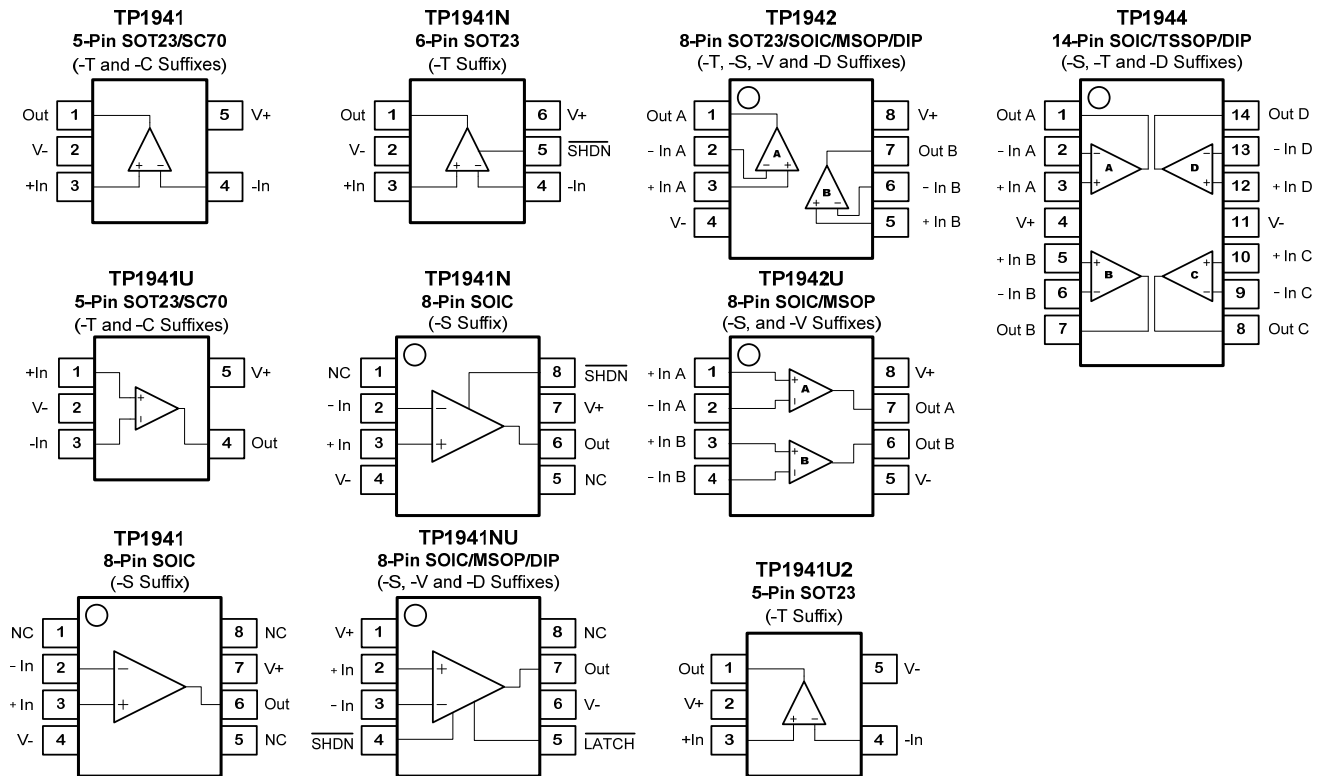 TP1941
5-Pin SOT23/SC70
(-T and -C Suffixes)
Out 1
V- 2
+In 3
5 V+
4 -In
+ −
TP1941N
6-Pin SOT23
(-T Suffix)
Out 1
V- 2
+In 3
6 V+
5 SHDN
4 -In
+ −
TP1942
8-Pin SOT23/SOIC/MSOP/DIP
(-T, -S, -V and -D Suffixes)
Out A 1
- In A 2
+ In A 3
V- 4
8 V+
7 Out B
6 - In B
5 + In B
A
− +
B
+ −
TP1944
14-Pin SOIC/TSSOP/DIP
(-S, -T and -D Suffixes)
Out A 1
- In A 2
+ In A 3
V+ 4
+ In B 5
- In B 6
Out B 7
14 Out D
13 - In D
12 + In D
11 V-
10 + In C
9 - In C
8 Out C
− A +
− D +
+ B −
+ C −
TP1941U
5-Pin SOT23/SC70
(-T and -C Suffixes)
+In 1
V- 2
-In 3
5 V+
4 Out
+ −
TP1941N
8-Pin SOIC
(-S Suffix)
NC 1
- In 2
+ In 3
V- 4
8 SHDN
7 V+
6 Out
5 NC
− +
TP1942U
8-Pin SOIC/MSOP
(-S, and -V Suffixes)
+ In A 1
- In A 2
+ In B 3
- In B 4
8 V+
7 Out A
6 Out B
5 V-
+ A −
+ B −
TP1941
8-Pin SOIC
(-S Suffix)
NC 1
- In 2
+ In 3
V- 4
8 NC
7 V+
6 Out
5 NC
− +
TP1941NU
8-Pin SOIC/MSOP/DIP
(-S, -V and -D Suffixes)
V+ 1
+ In 2
- In 3
SHDN 4
8 NC
7 Out
6 V-
5 LATCH
+ −
TP1941U2
5-Pin SOT23
(-T Suffix)
Out 1
V+ 2
+In 3
5 V-
4 -In
+ −